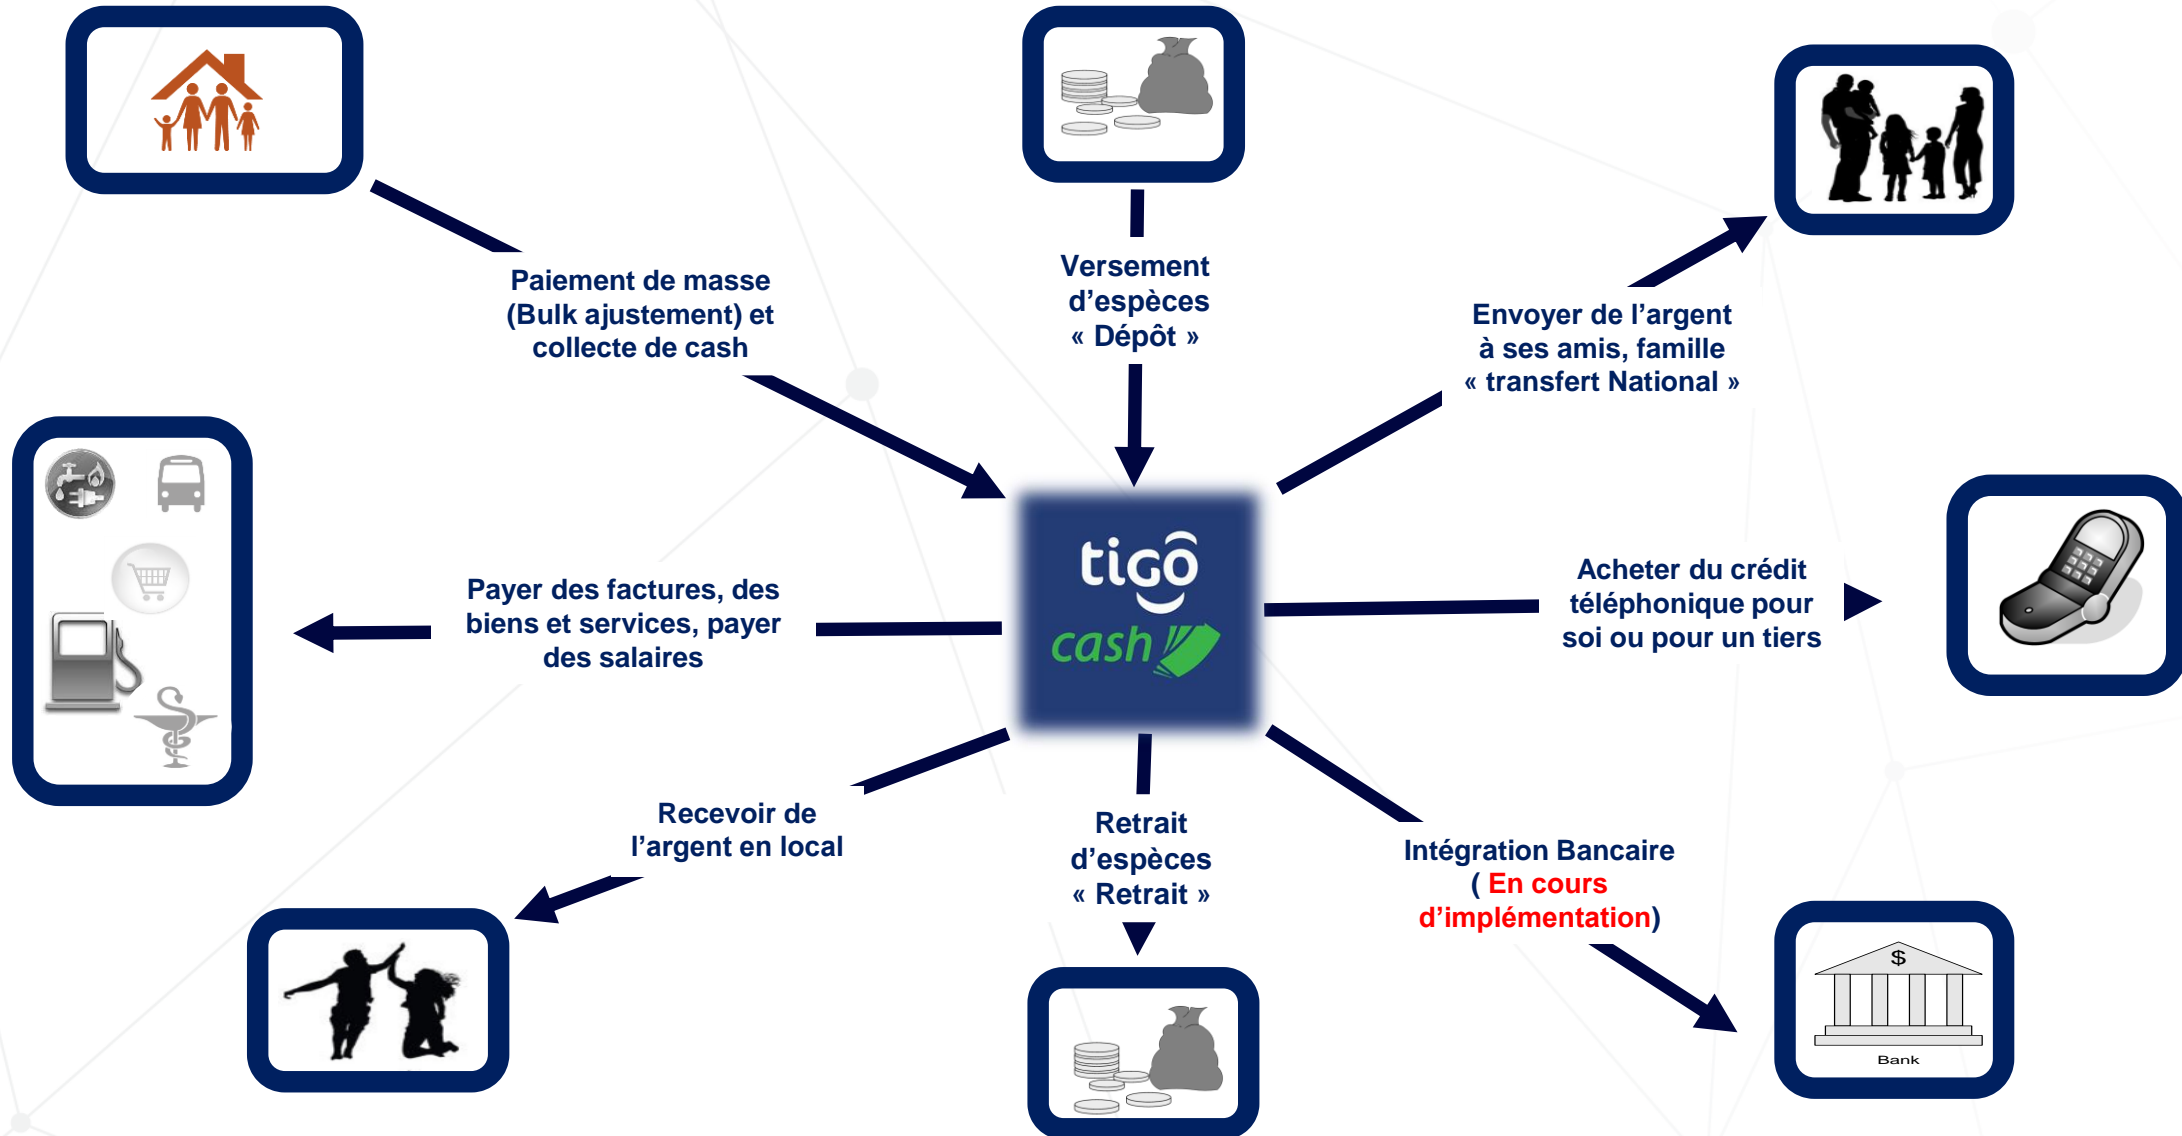 Paiement de masse
(Bulk ajustement) et
collecte de cash
Versement
d’espèces
« Dépôt »
Envoyer de l’argent
à ses amis, famille
« transfert National »
Payer des factures, des
biens et services, payer
des salaires
tigo
cash
Acheter du crédit
téléphonique pour
soi ou pour un tiers
Recevoir de
l’argent en local
Retrait
d’espèces
« Retrait »
Intégration Bancaire
( En cours
d’implémentation)
$
Bank